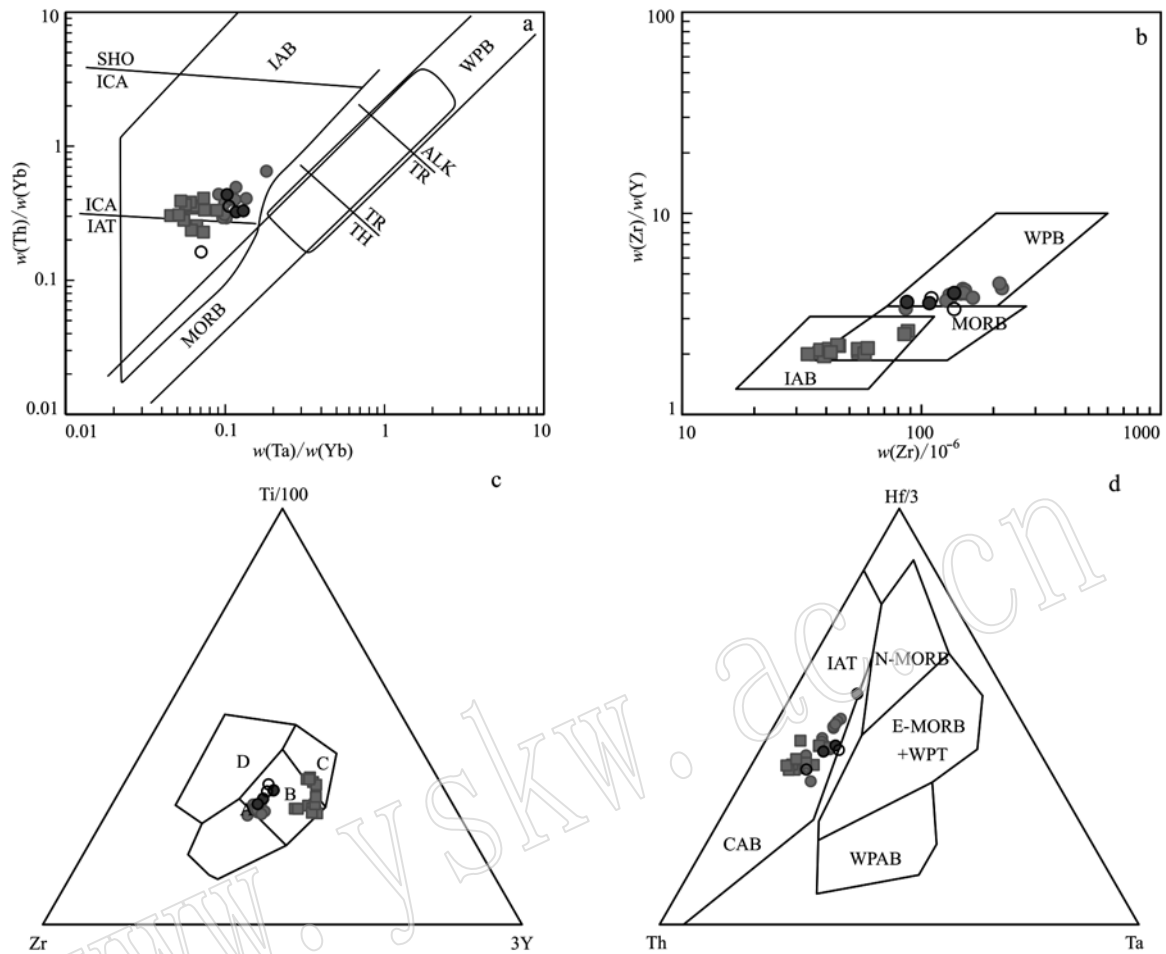 a
10
1
0.1
0.01
w(Th)/w(Yb)
SHO
ICA
ICA
IAT
IAB
WPB
ALK
TR
TR
TH
MORB
0.01
0.1
1
10
w(Ta)/w(Yb)
b
100
10
1
w(Zr)/w(Y)
WPB
MORB
IAB
10
100
1000
w(Zr)/10⁻⁶
c
Ti/100
D
C
B
A
Zr
3Y
d
Hf/3
IAT
N-MORB
E-MORB
+WPT
CAB
WPAB
Th
Ta
www.yskw.ac.cn